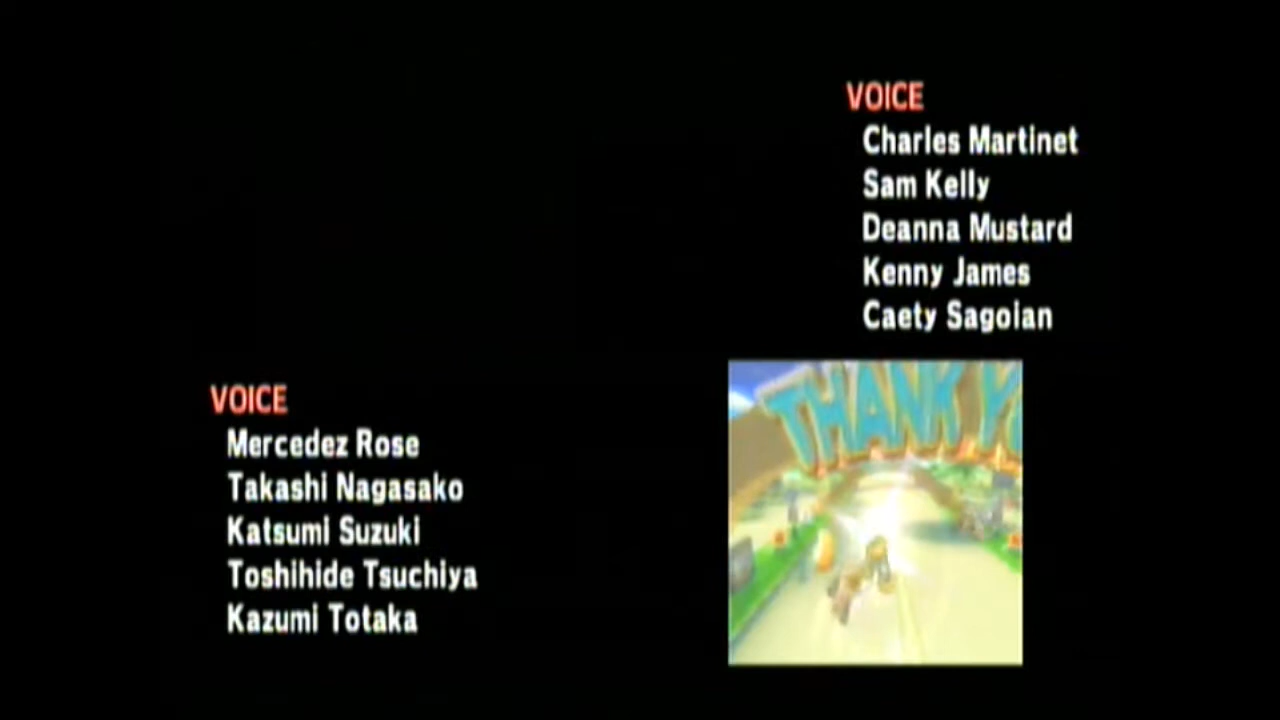 VOICE
Charles Martinet
Sam Kelly
Deanna Mustard
Kenny James
Caety Sagoian
VOICE
Mercedez Rose
Takashi Nagasako
Katsumi Suzuki
Toshihide Tsuchiya
Kazumi Totaka
THANK Y